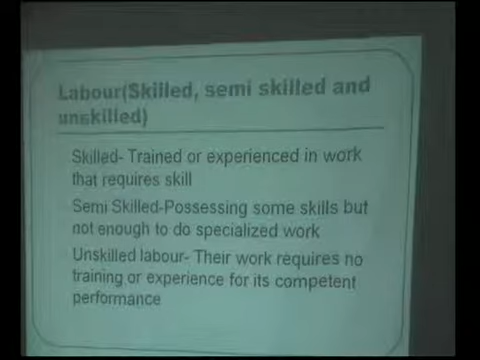 Labour(Skilled, semi skilled and
unskilled)
Skilled- Trained or experienced in work
that requires skill
Semi Skilled-Possessing some skills but
not enough to do specialized work
Unskilled labour- Their work requires no
training or experience for its competent
performance